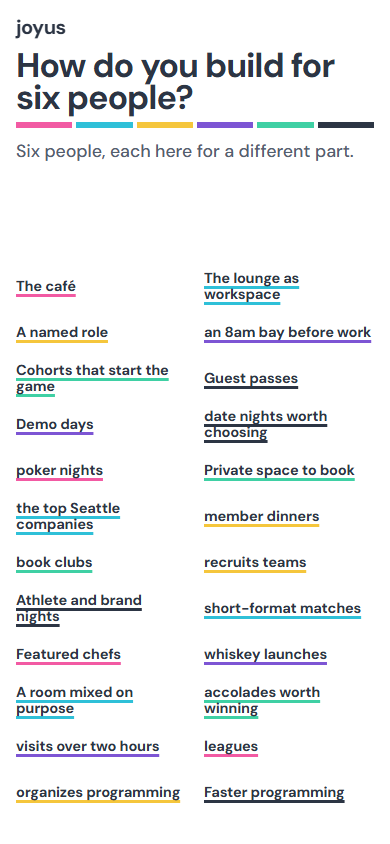 joyus
How do you build for
six people?
Six people, each here for a different part.
The café
The lounge as
workspace
A named role
an 8am bay before work
Cohorts that start the
game
Guest passes
Demo days
date nights worth
choosing
poker nights
Private space to book
the top Seattle
companies
member dinners
book clubs
recruits teams
Athlete and brand
nights
short-format matches
Featured chefs
whiskey launches
A room mixed on
purpose
accolades worth
winning
visits over two hours
leagues
organizes programming
Faster programming